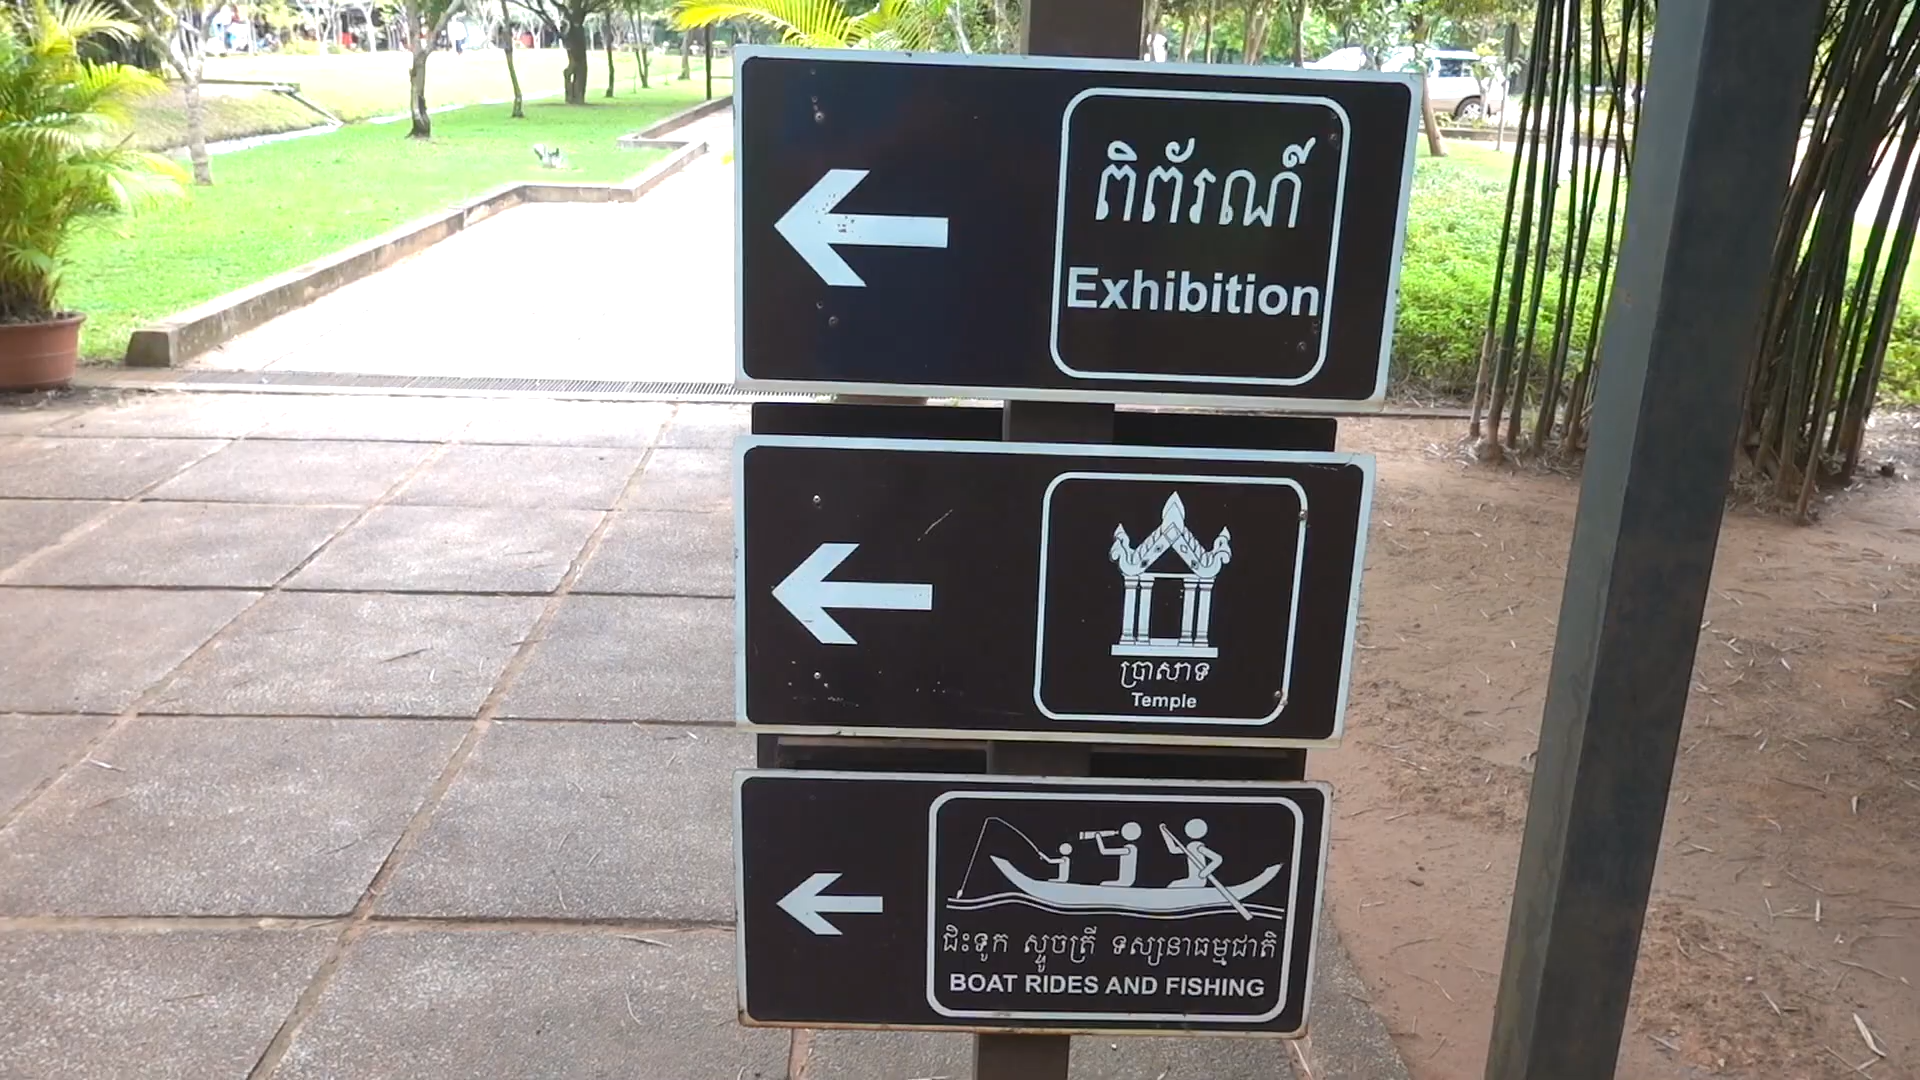 ពិព័រណ៍
Exhibition
ប្រាសាទ
Temple
ជិះទូក ស្ទូចត្រី ទស្សនាធម្មជាតិ
BOAT RIDES AND FISHING